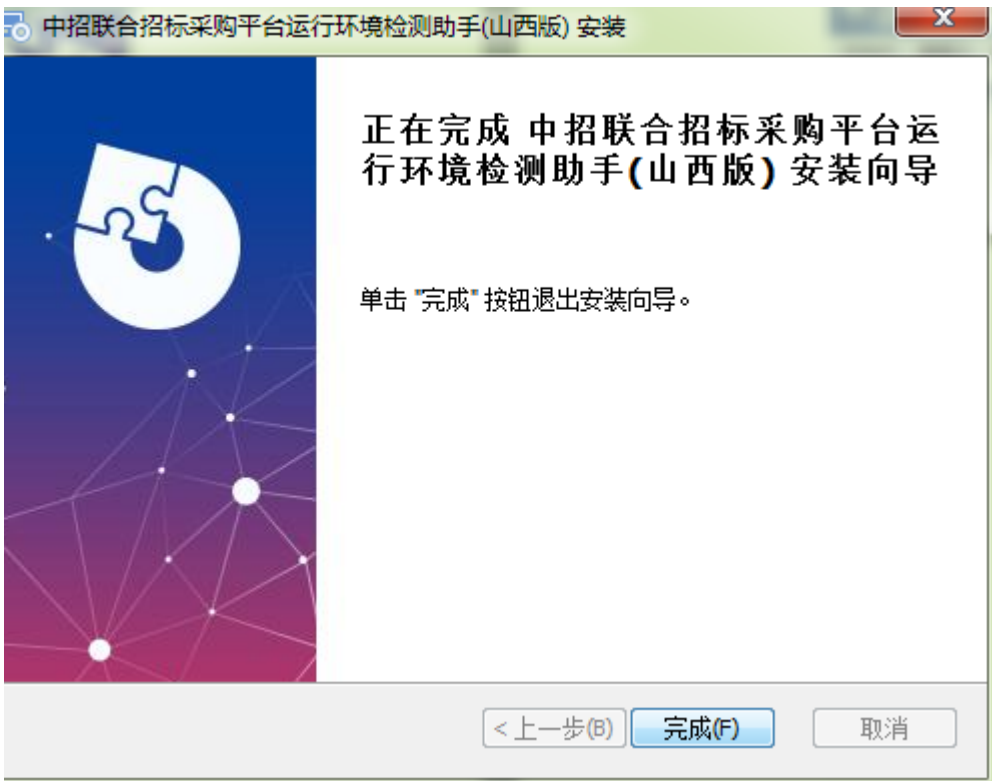 中招联合招标采购平台运行环境检测助手(山西版) 安装
正在完成 中招联合招标采购平台运
行环境检测助手(山西版) 安装向导
单击 "完成" 按钮退出安装向导。
<上一步(B)
完成(F)
取消